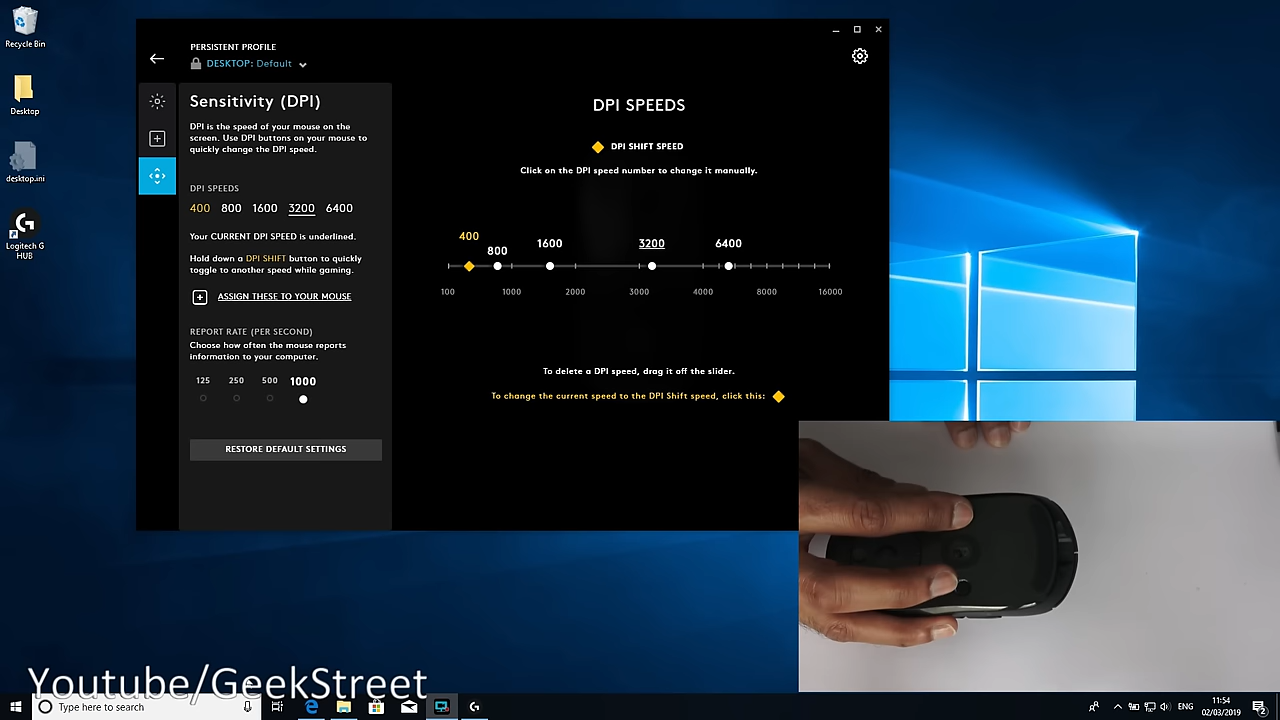 Recycle Bin
Desktop
desktop.ini
Logitech G
HUB
PERSISTENT PROFILE
DESKTOP: Default
Sensitivity (DPI)
DPI is the speed of your mouse on the
screen. Use DPI buttons on your mouse to
quickly change the DPI speed.
DPI SPEEDS
400 800 1600 3200 6400
Your CURRENT DPI SPEED is underlined.
Hold down a DPI SHIFT button to quickly
toggle to another speed while gaming.
ASSIGN THESE TO YOUR MOUSE
REPORT RATE (PER SECOND)
Choose how often the mouse reports
information to your computer.
125 250 500 1000
RESTORE DEFAULT SETTINGS
DPI SPEEDS
DPI SHIFT SPEED
Click on the DPI speed number to change it manually.
400 800 1600 3200 6400
100 1000 2000 3000 4000 8000 16000
To delete a DPI speed, drag it off the slider.
To change the current speed to the DPI Shift speed, click this:
Youtube/GeekStreet
Type here to search
ENG
11:54
02/03/2019
2